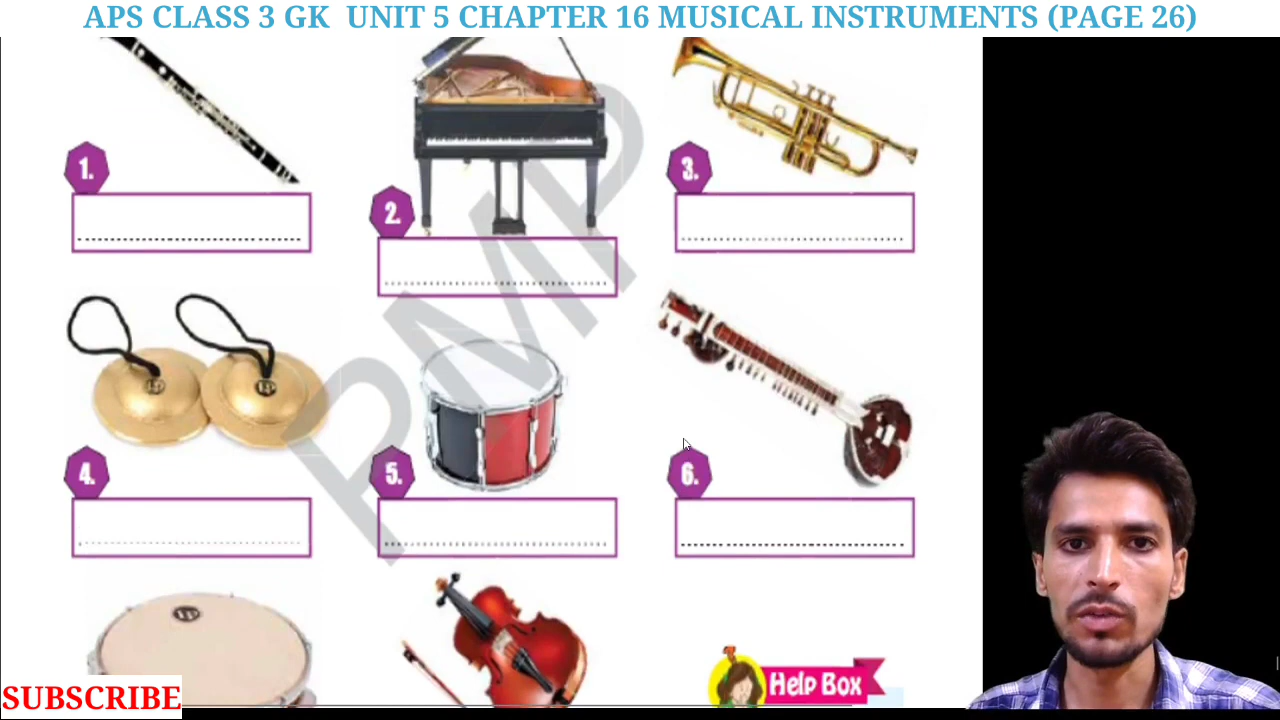 APS CLASS 3 GK UNIT 5 CHAPTER 16 MUSICAL INSTRUMENTS (PAGE 26)
1.
2.
3.
4.
5.
6.
PMP
Help Box
SUBSCRIBE